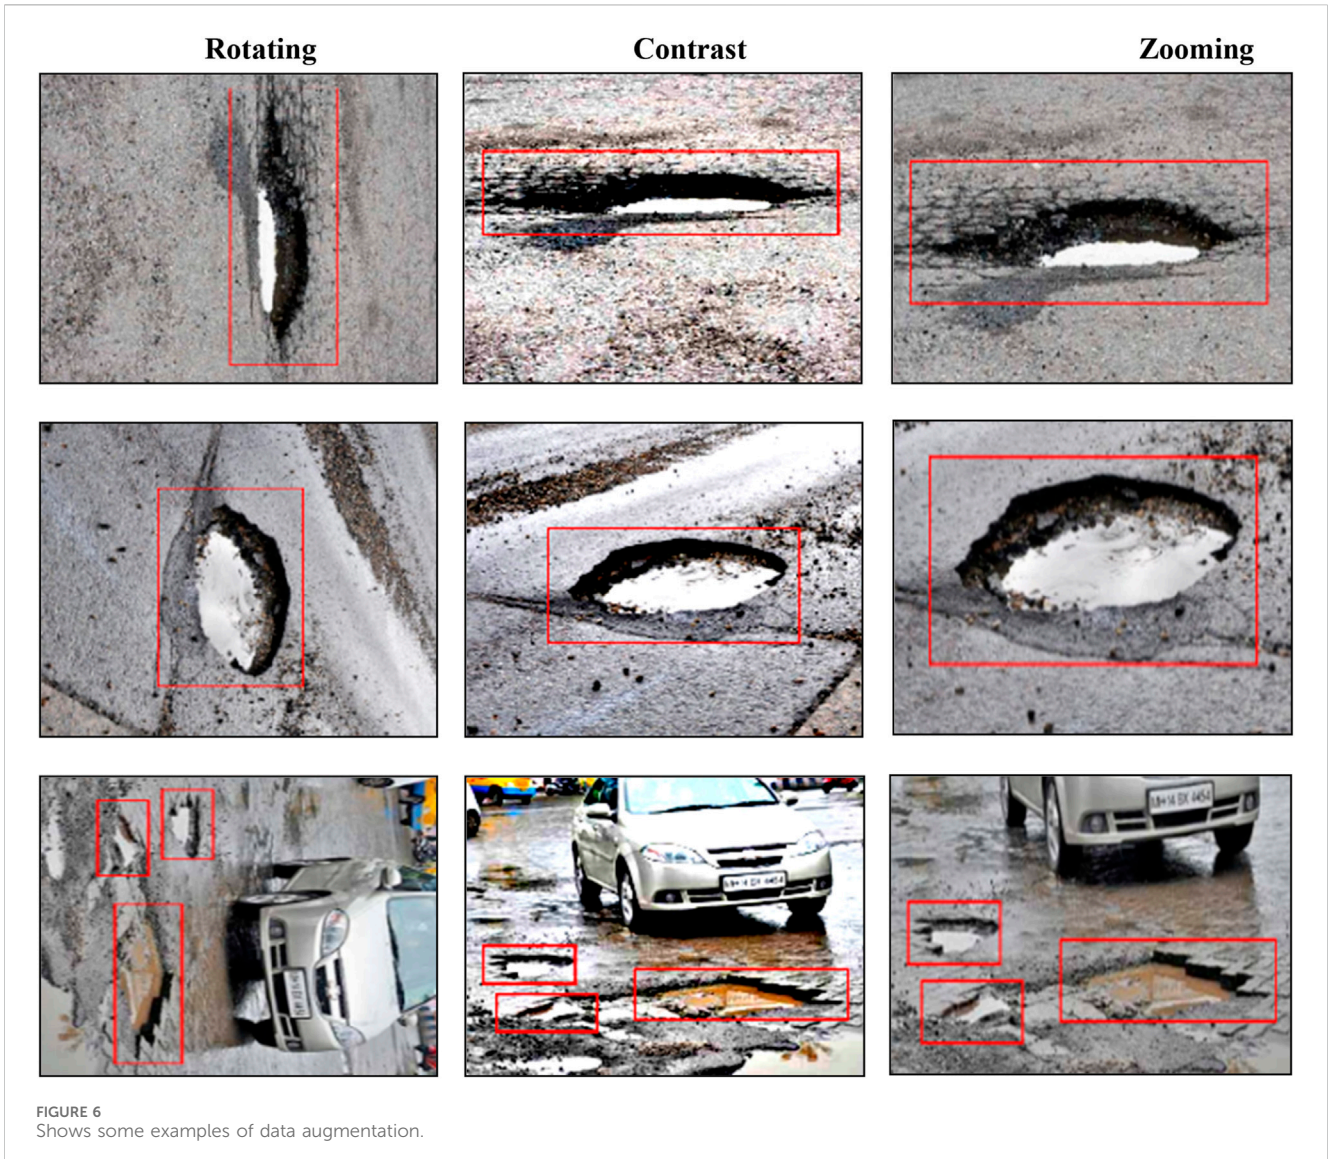 Rotating Contrast Zooming
FIGURE 6
Shows some examples of data augmentation.